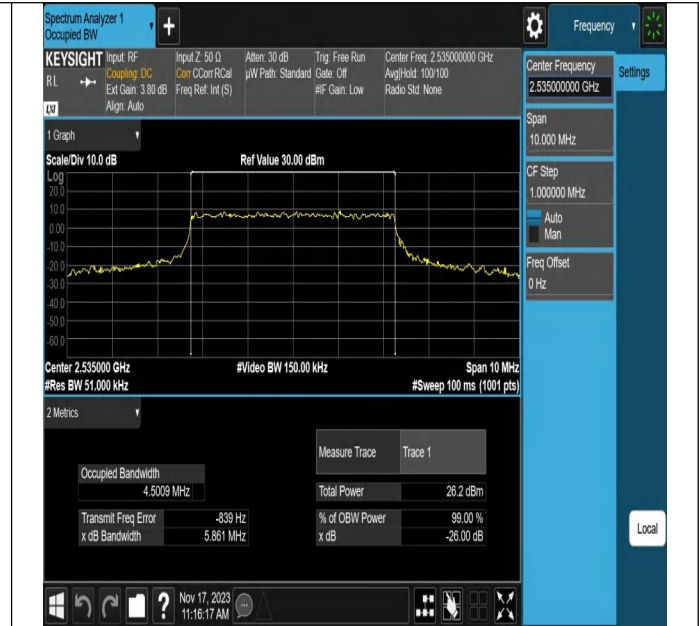 Spectrum Analyzer 1
Occupied BW
+
Frequency
KEYSIGHT
RL
LXI
Input: RF
Coupling: DC
Ext Gain: 3.80 dB
Align: Auto
Input Z: 50 Ω
Corr CCorr RCal
Freq Ref: Int (S)
Atten: 30 dB
µW Path: Standard
Trig: Free Run
Gate: Off
#IF Gain: Low
Center Freq: 2.535000000 GHz
Avg|Hold: 100/100
Radio Std: None
Center Frequency
2.535000000 GHz
Settings
Span
10.000 MHz
CF Step
1.000000 MHz
Auto
Man
Freq Offset
0 Hz
Local
1 Graph
Scale/Div 10.0 dB
Ref Value 30.00 dBm
Log
20.0
10.0
0.00
-10.0
-20.0
-30.0
-40.0
-50.0
-60.0
Center 2.535000 GHz
#Video BW 150.00 kHz
Span 10 MHz
#Res BW 51.000 kHz
#Sweep 100 ms (1001 pts)
2 Metrics
Measure Trace
Trace 1
Occupied Bandwidth
4.5009 MHz
Total Power
26.2 dBm
Transmit Freq Error
-839 Hz
% of OBW Power
99.00 %
x dB Bandwidth
5.861 MHz
x dB
-26.00 dB
?
Nov 17, 2023
11:16:17 AM